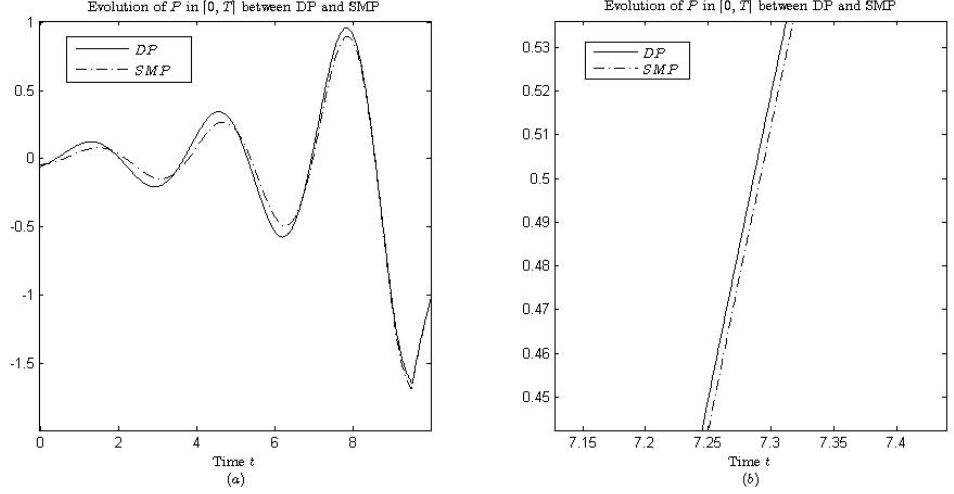 Evolution of P in [0, T] between DP and SMP
1
0.5
0
-0.5
-1
-1.5
DP
SMP
0
2
4
6
8
Time t
(a)
Evolution of P in [0, T] between DP and SMP
0.53
0.52
0.51
0.5
0.49
0.48
0.47
0.46
0.45
DP
SMP
7.15
7.2
7.25
7.3
7.35
7.4
Time t
(b)